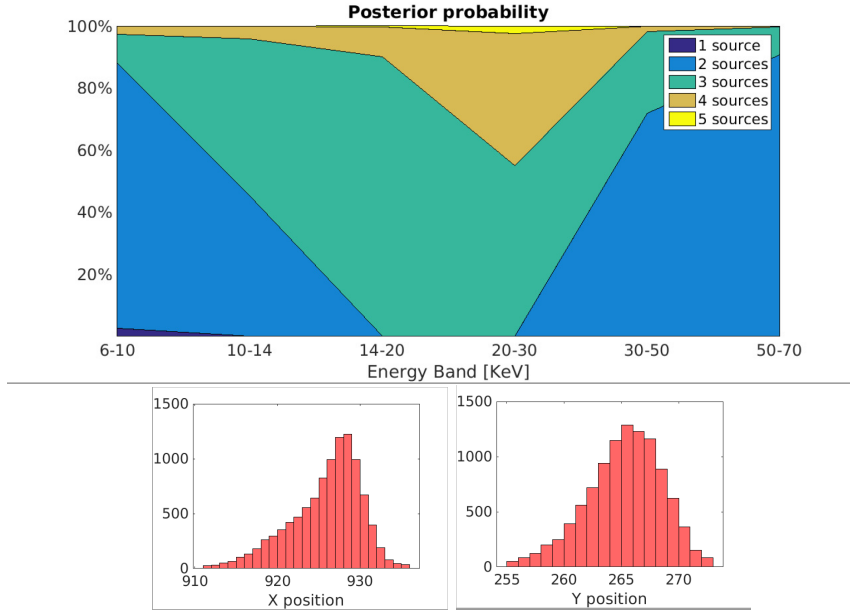 Posterior probability
100%
80%
60%
40%
20%
1 source
2 sources
3 sources
4 sources
5 sources
6-10 10-14 14-20 20-30 30-50 50-70
Energy Band [KeV]
1500
1000
500
0
910 920 930
X position
1500
1000
500
0
255 260 265 270
Y position